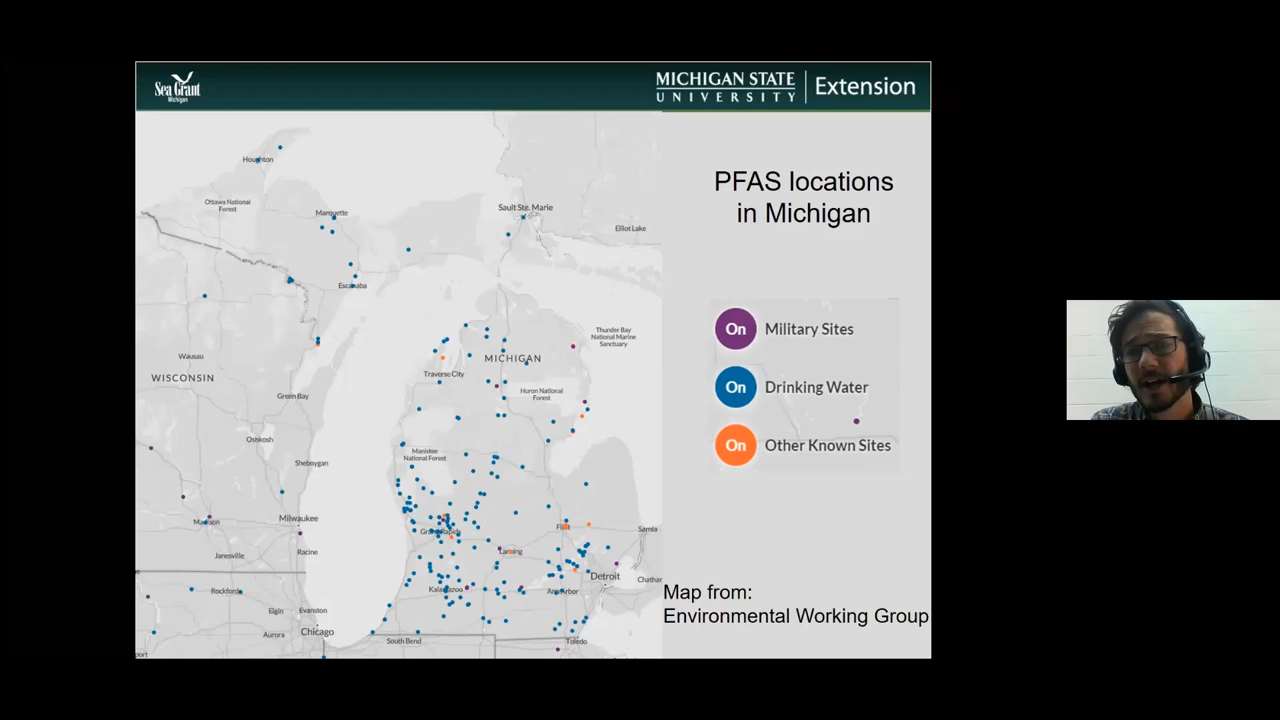 Sea Grant
Michigan
MICHIGAN STATE
UNIVERSITY
Extension
PFAS locations
in Michigan
On Military Sites
On Drinking Water
On Other Known Sites
Map from:
Environmental Working Group
Houghton
Ottawa National
Forest
Marquette
Sault Ste. Marie
Elliot Lake
Escanaba
Thunder Bay
National Marine
Sanctuary
Wausau
MICHIGAN
WISCONSIN
Traverse City
Huron National
Forest
Green Bay
Oshkosh
Manistee
National Forest
Sheboygan
Madison
Milwaukee
Grand Rapids
Flint
Sarnia
Janesville
Racine
Lansing
Detroit
Chathar
Rockford
Kalamazoo
Ann Arbor
Elgin
Evanston
Aurora
Chicago
South Bend
Toledo